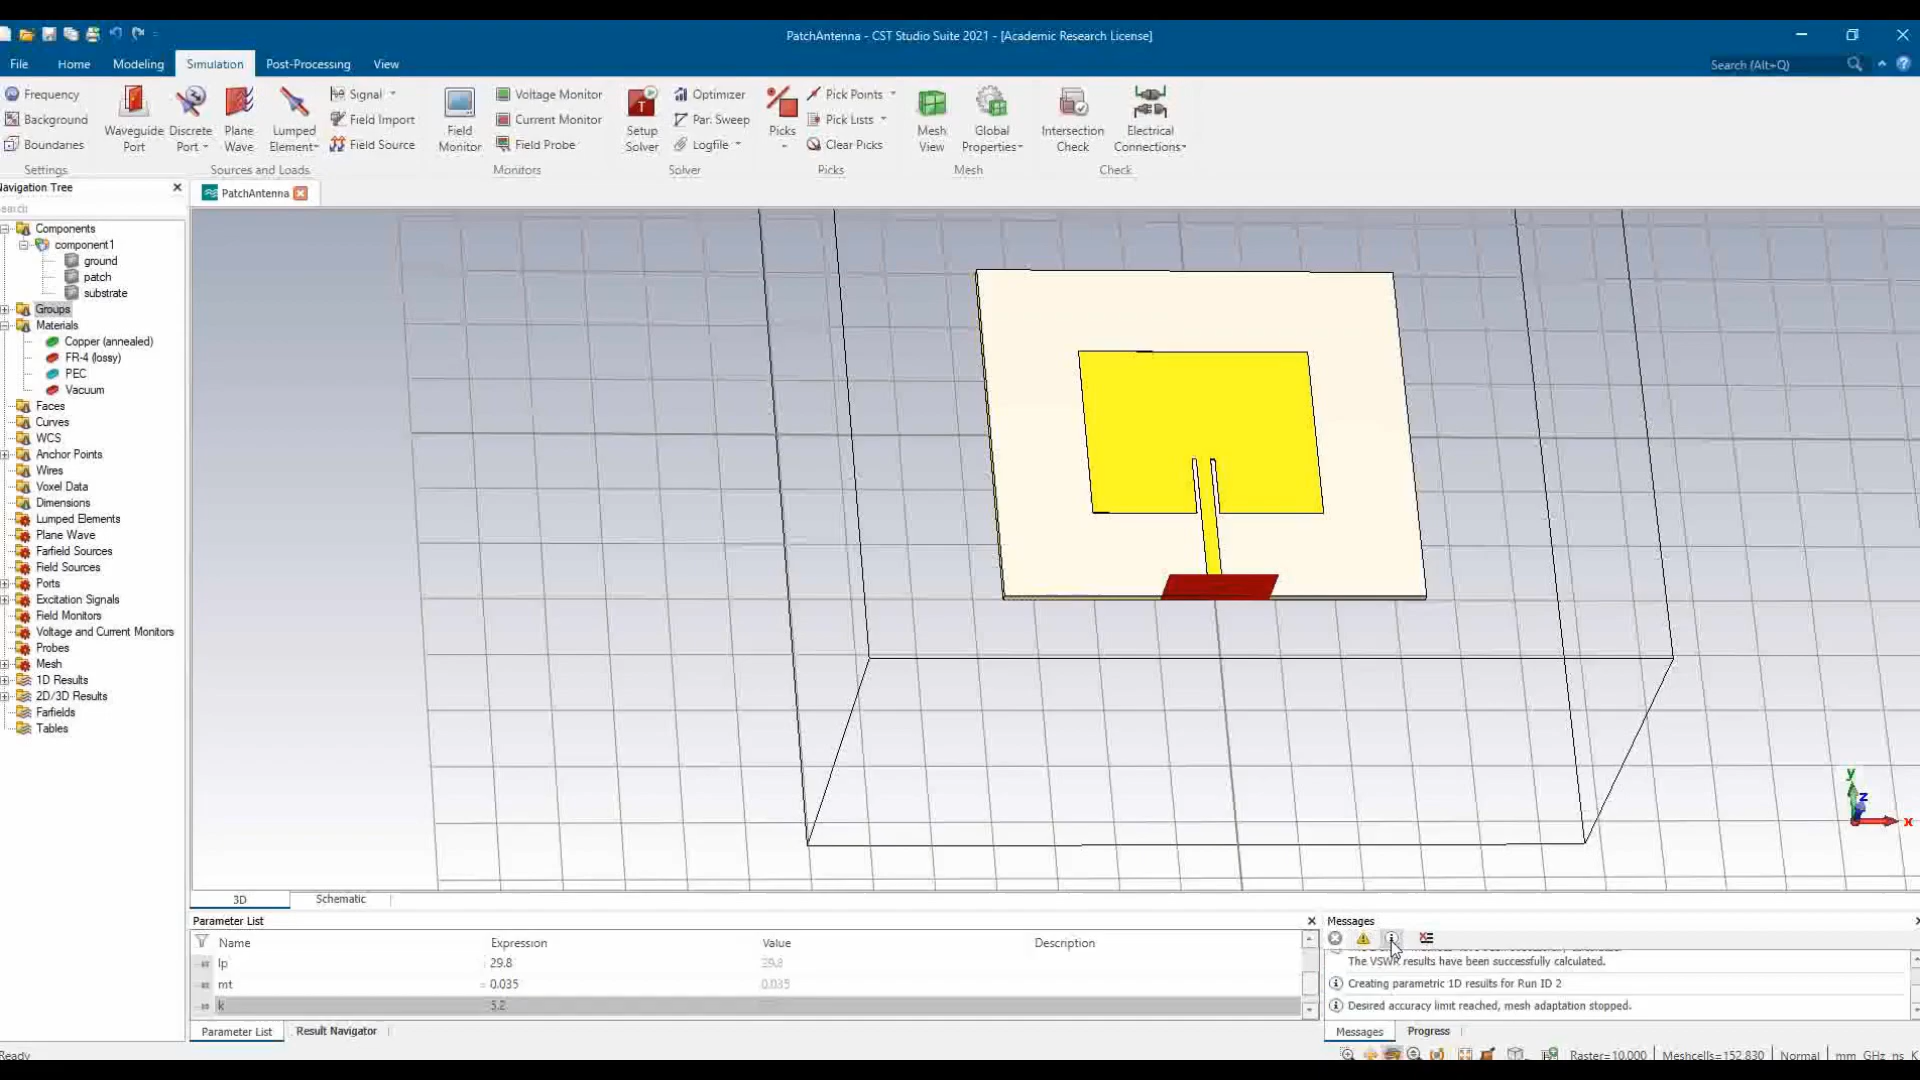 PatchAntenna - CST Studio Suite 2021 - [Academic Research License]
File Home Modeling Simulation Post-Processing View Search (Alt+Q)
Frequency
Background
Boundaries
Settings
Waveguide Port
Discrete Port
Plane Wave
Lumped Element
Signal
Field Import
Field Source
Sources and Loads
Field Monitor
Voltage Monitor
Current Monitor
Field Probe
Monitors
Setup Solver
Optimizer
Par. Sweep
Logfile
Solver
Picks
Pick Points
Pick Lists
Clear Picks
Picks
Mesh View
Global Properties
Mesh
Intersection Check
Electrical Connections
Check
Navigation Tree
PatchAntenna
Components
component1
ground
patch
substrate
Groups
Materials
Copper (annealed)
FR-4 (lossy)
PEC
Vacuum
Faces
Curves
WCS
Anchor Points
Wires
Voxel Data
Dimensions
Lumped Elements
Plane Wave
Farfield Sources
Field Sources
Ports
Excitation Signals
Field Monitors
Voltage and Current Monitors
Probes
Mesh
1D Results
2D/3D Results
Farfields
Tables
y
z
x
3D Schematic
Parameter List
Name Expression Value Description
lp 29.8 29.8
mt = 0.035 0.035
k 3.2
Parameter List Result Navigator
Messages
The VSWR results have been successfully calculated.
Creating parametric 1D results for Run ID 2
Desired accuracy limit reached, mesh adaptation stopped.
Messages Progress
Ready
Raster=10.000 Meshcells=152,830 Normal mm GHz ns K